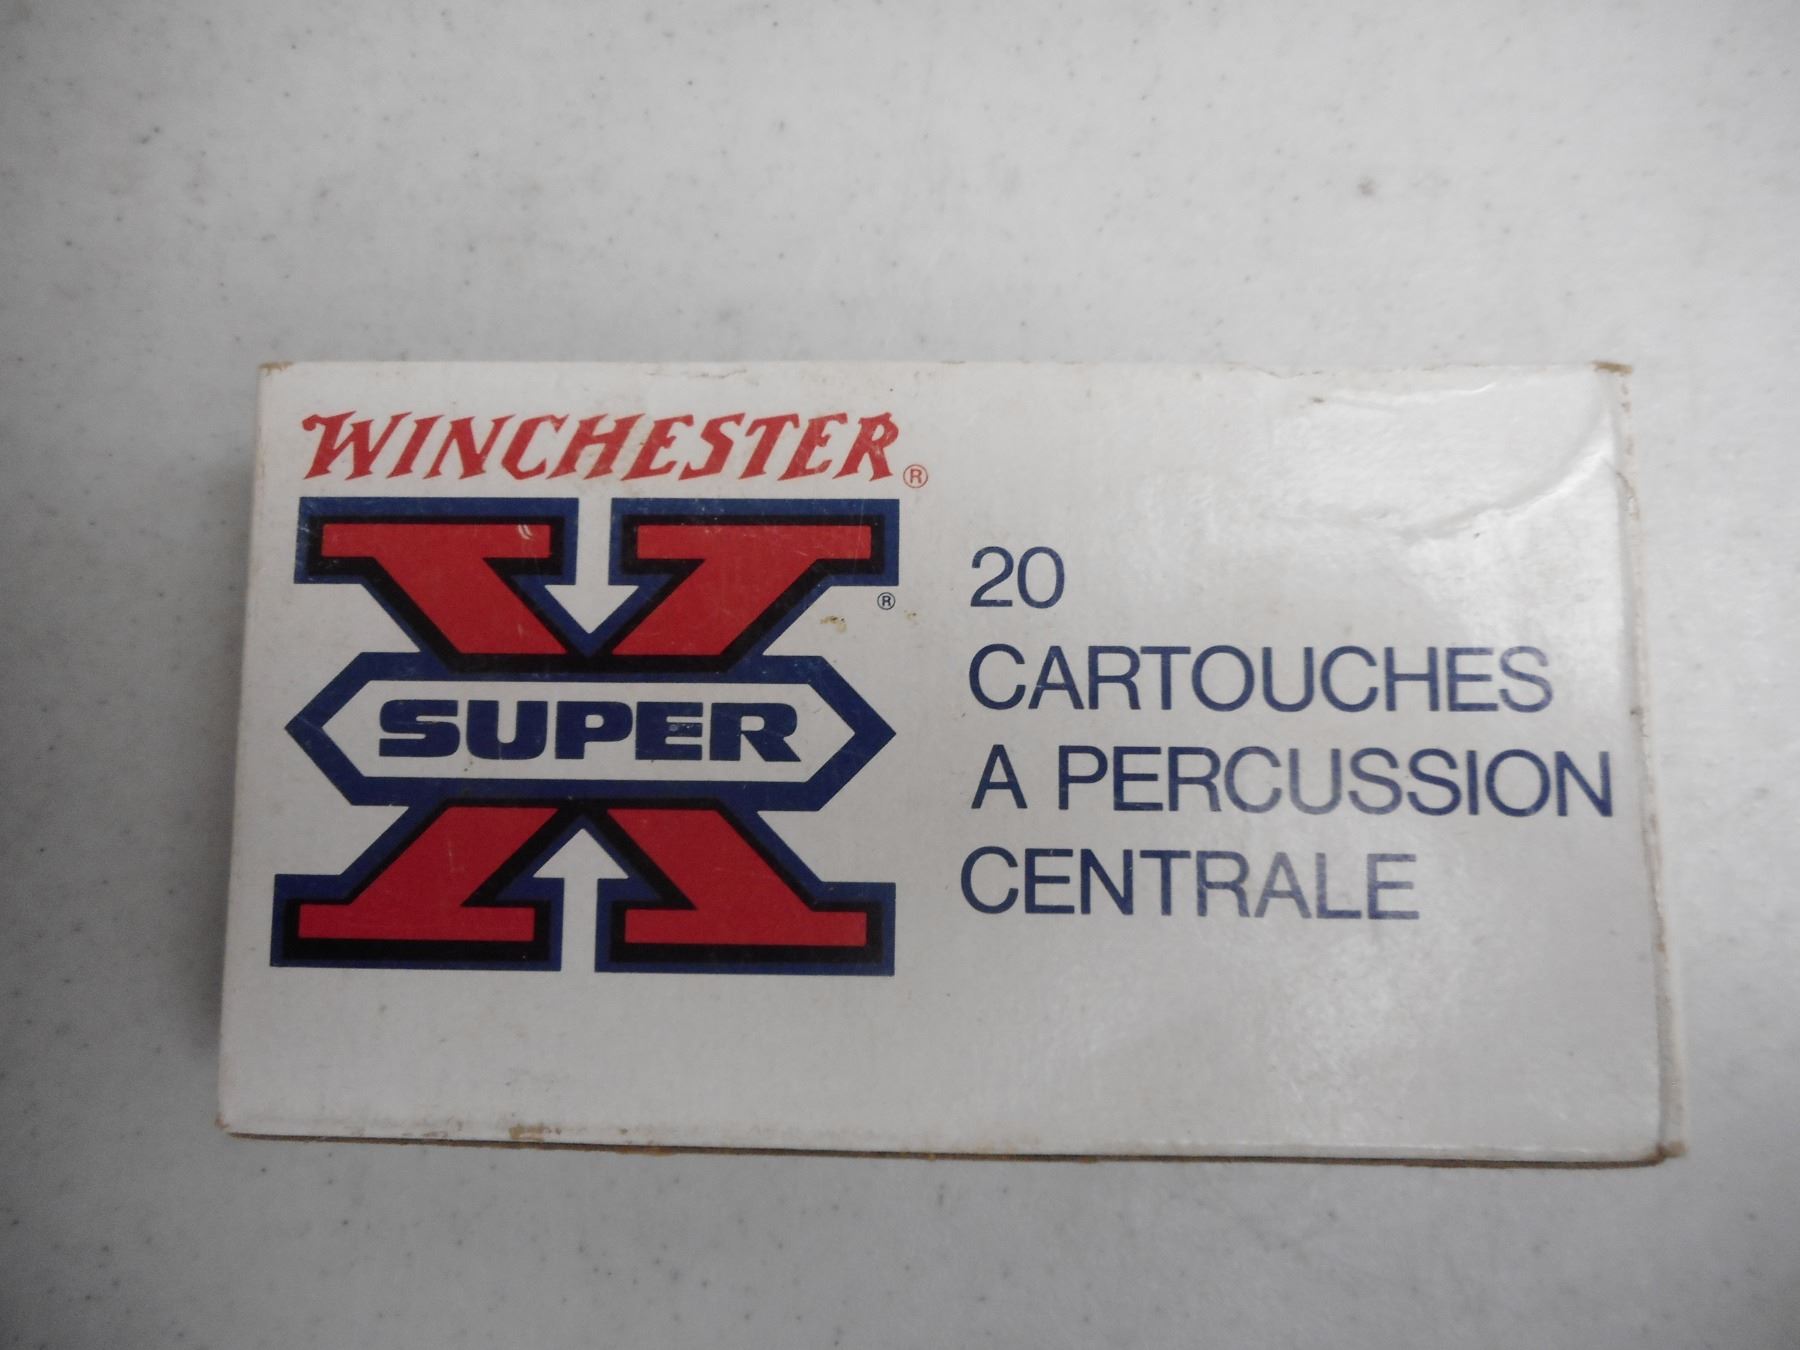 WINCHESTER®
®
SUPER
20
CARTOUCHES
A PERCUSSION
CENTRALE